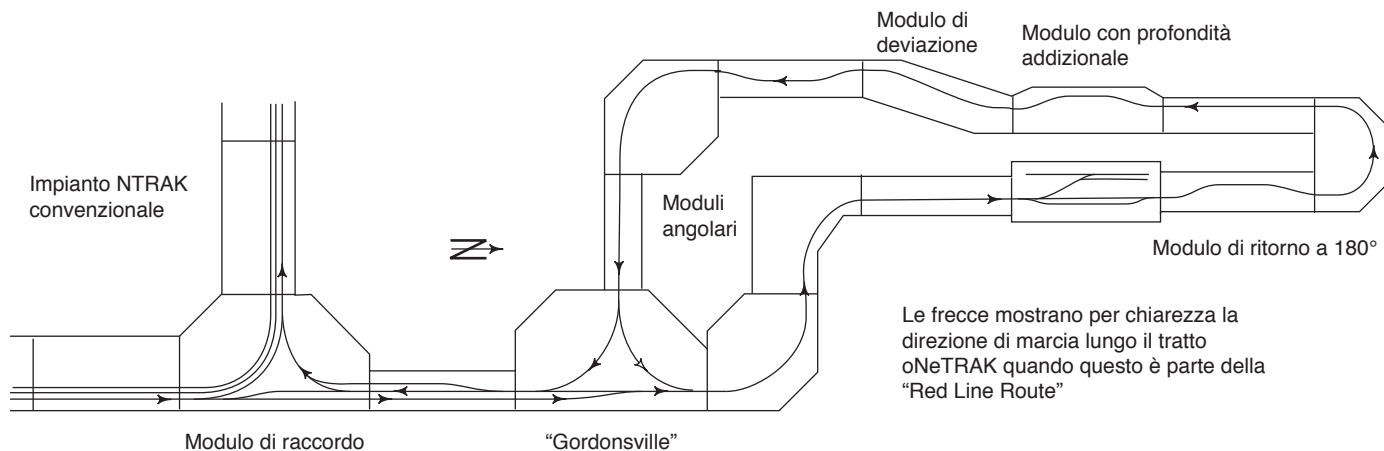 Modulo di
deviazione
Modulo con profondità
addizionale
Impianto NTRAK
convenzionale
Moduli
angolari
N
Modulo di ritorno a 180°
Le frecce mostrano per chiarezza la
direzione di marcia lungo il tratto
oNeTRAK quando questo è parte della
“Red Line Route”
Modulo di raccordo
“Gordonsville”